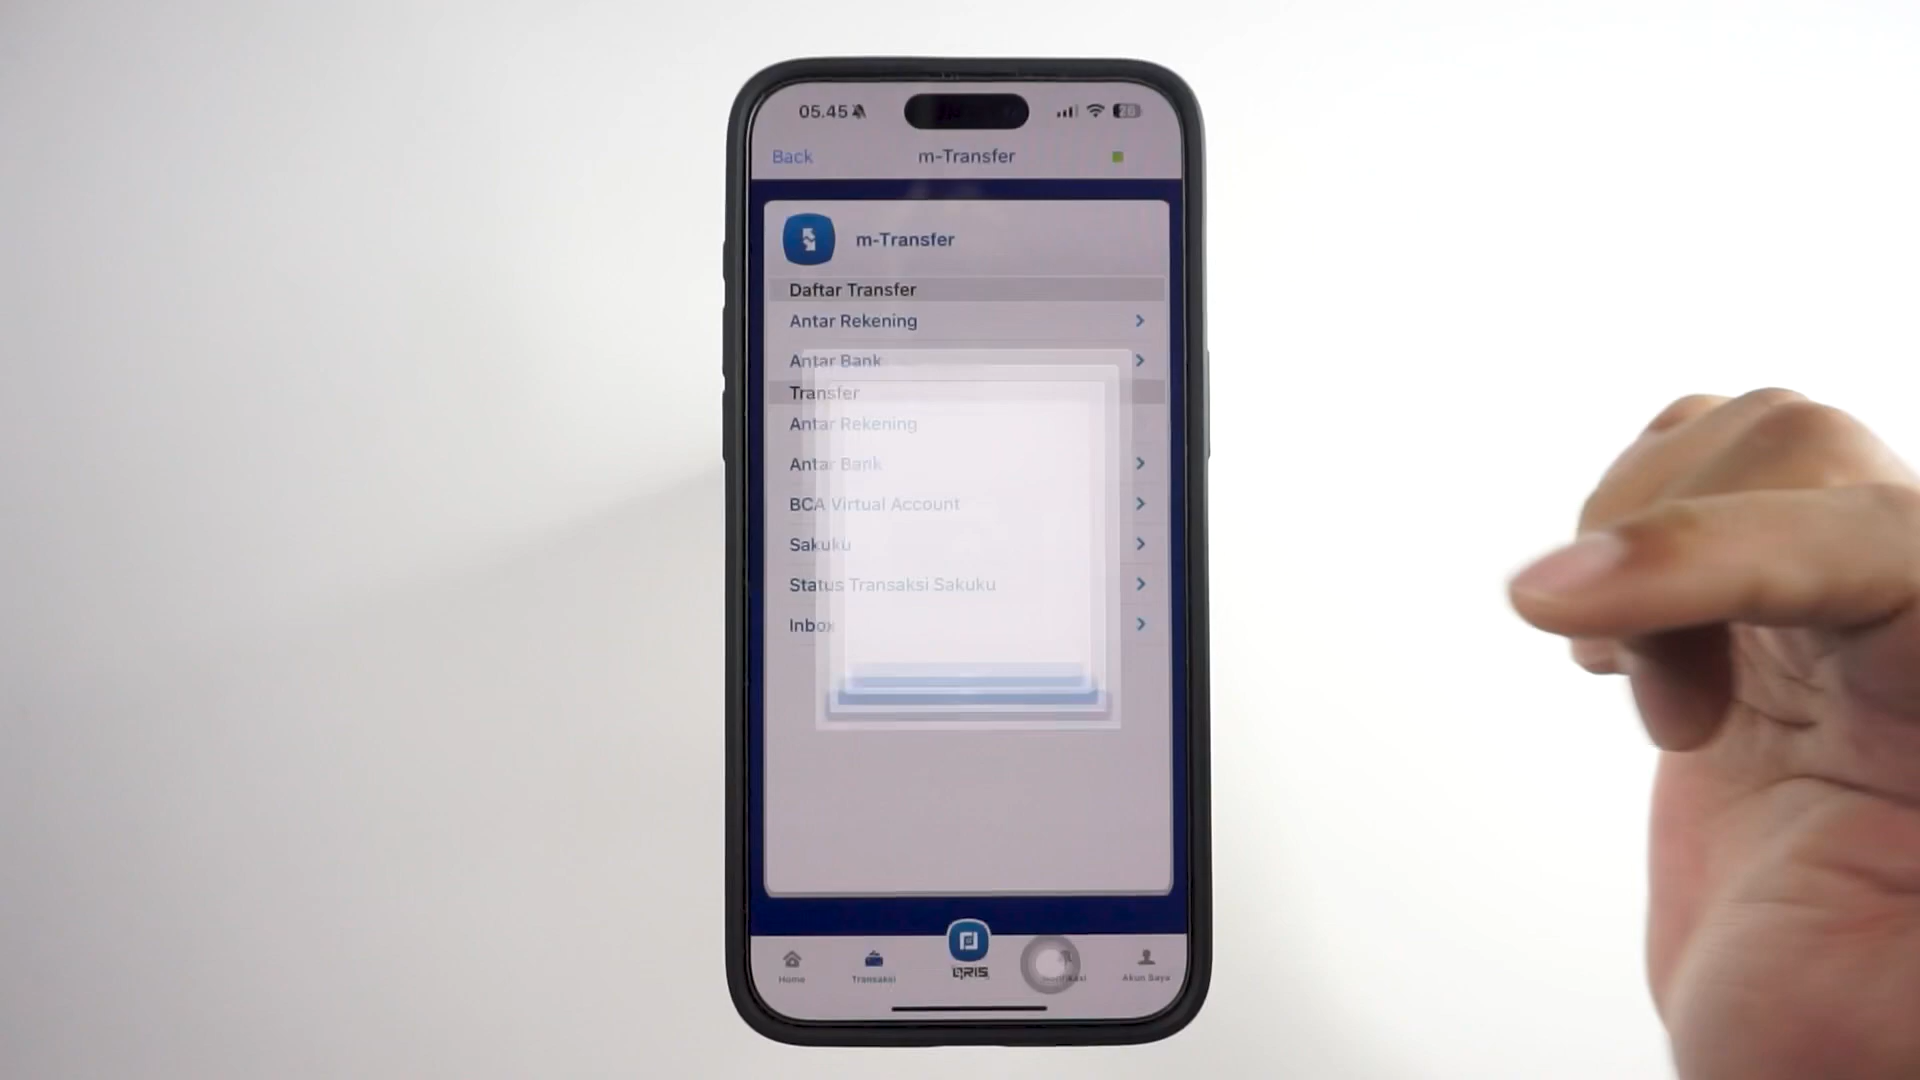 05.45
20
Back
m-Transfer
m-Transfer
Daftar Transfer
Antar Rekening
Antar Bank
Transfer
Antar Rekening
Antar Bank
BCA Virtual Account
Sakuku
Status Transaksi Sakuku
Inbox
Home
Transaksi
QRIS
Akun Saya